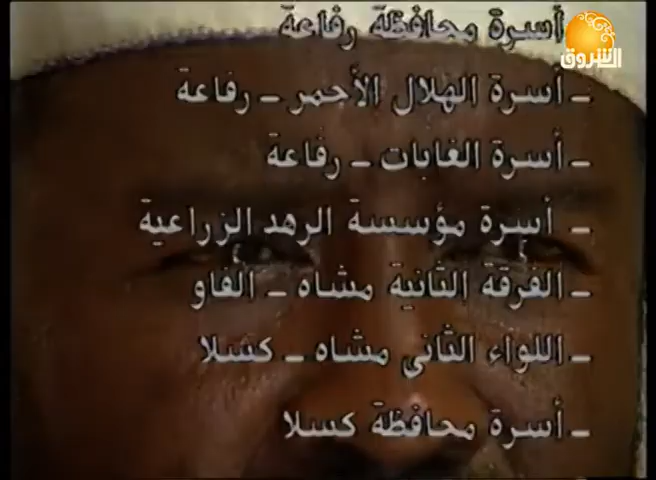 أسرة محافظة رفاعة
الشروق
ـ أسرة الهلال الأحمر ـ رفاعة
ـ أسرة الغابات ـ رفاعة
ـ أسرة مؤسسة الرهد الزراعية
ـ الفرقة الثانية مشاه ـ الفاو
ـ اللواء الثانى مشاه ـ كسلا
ـ أسرة محافظة كسلا